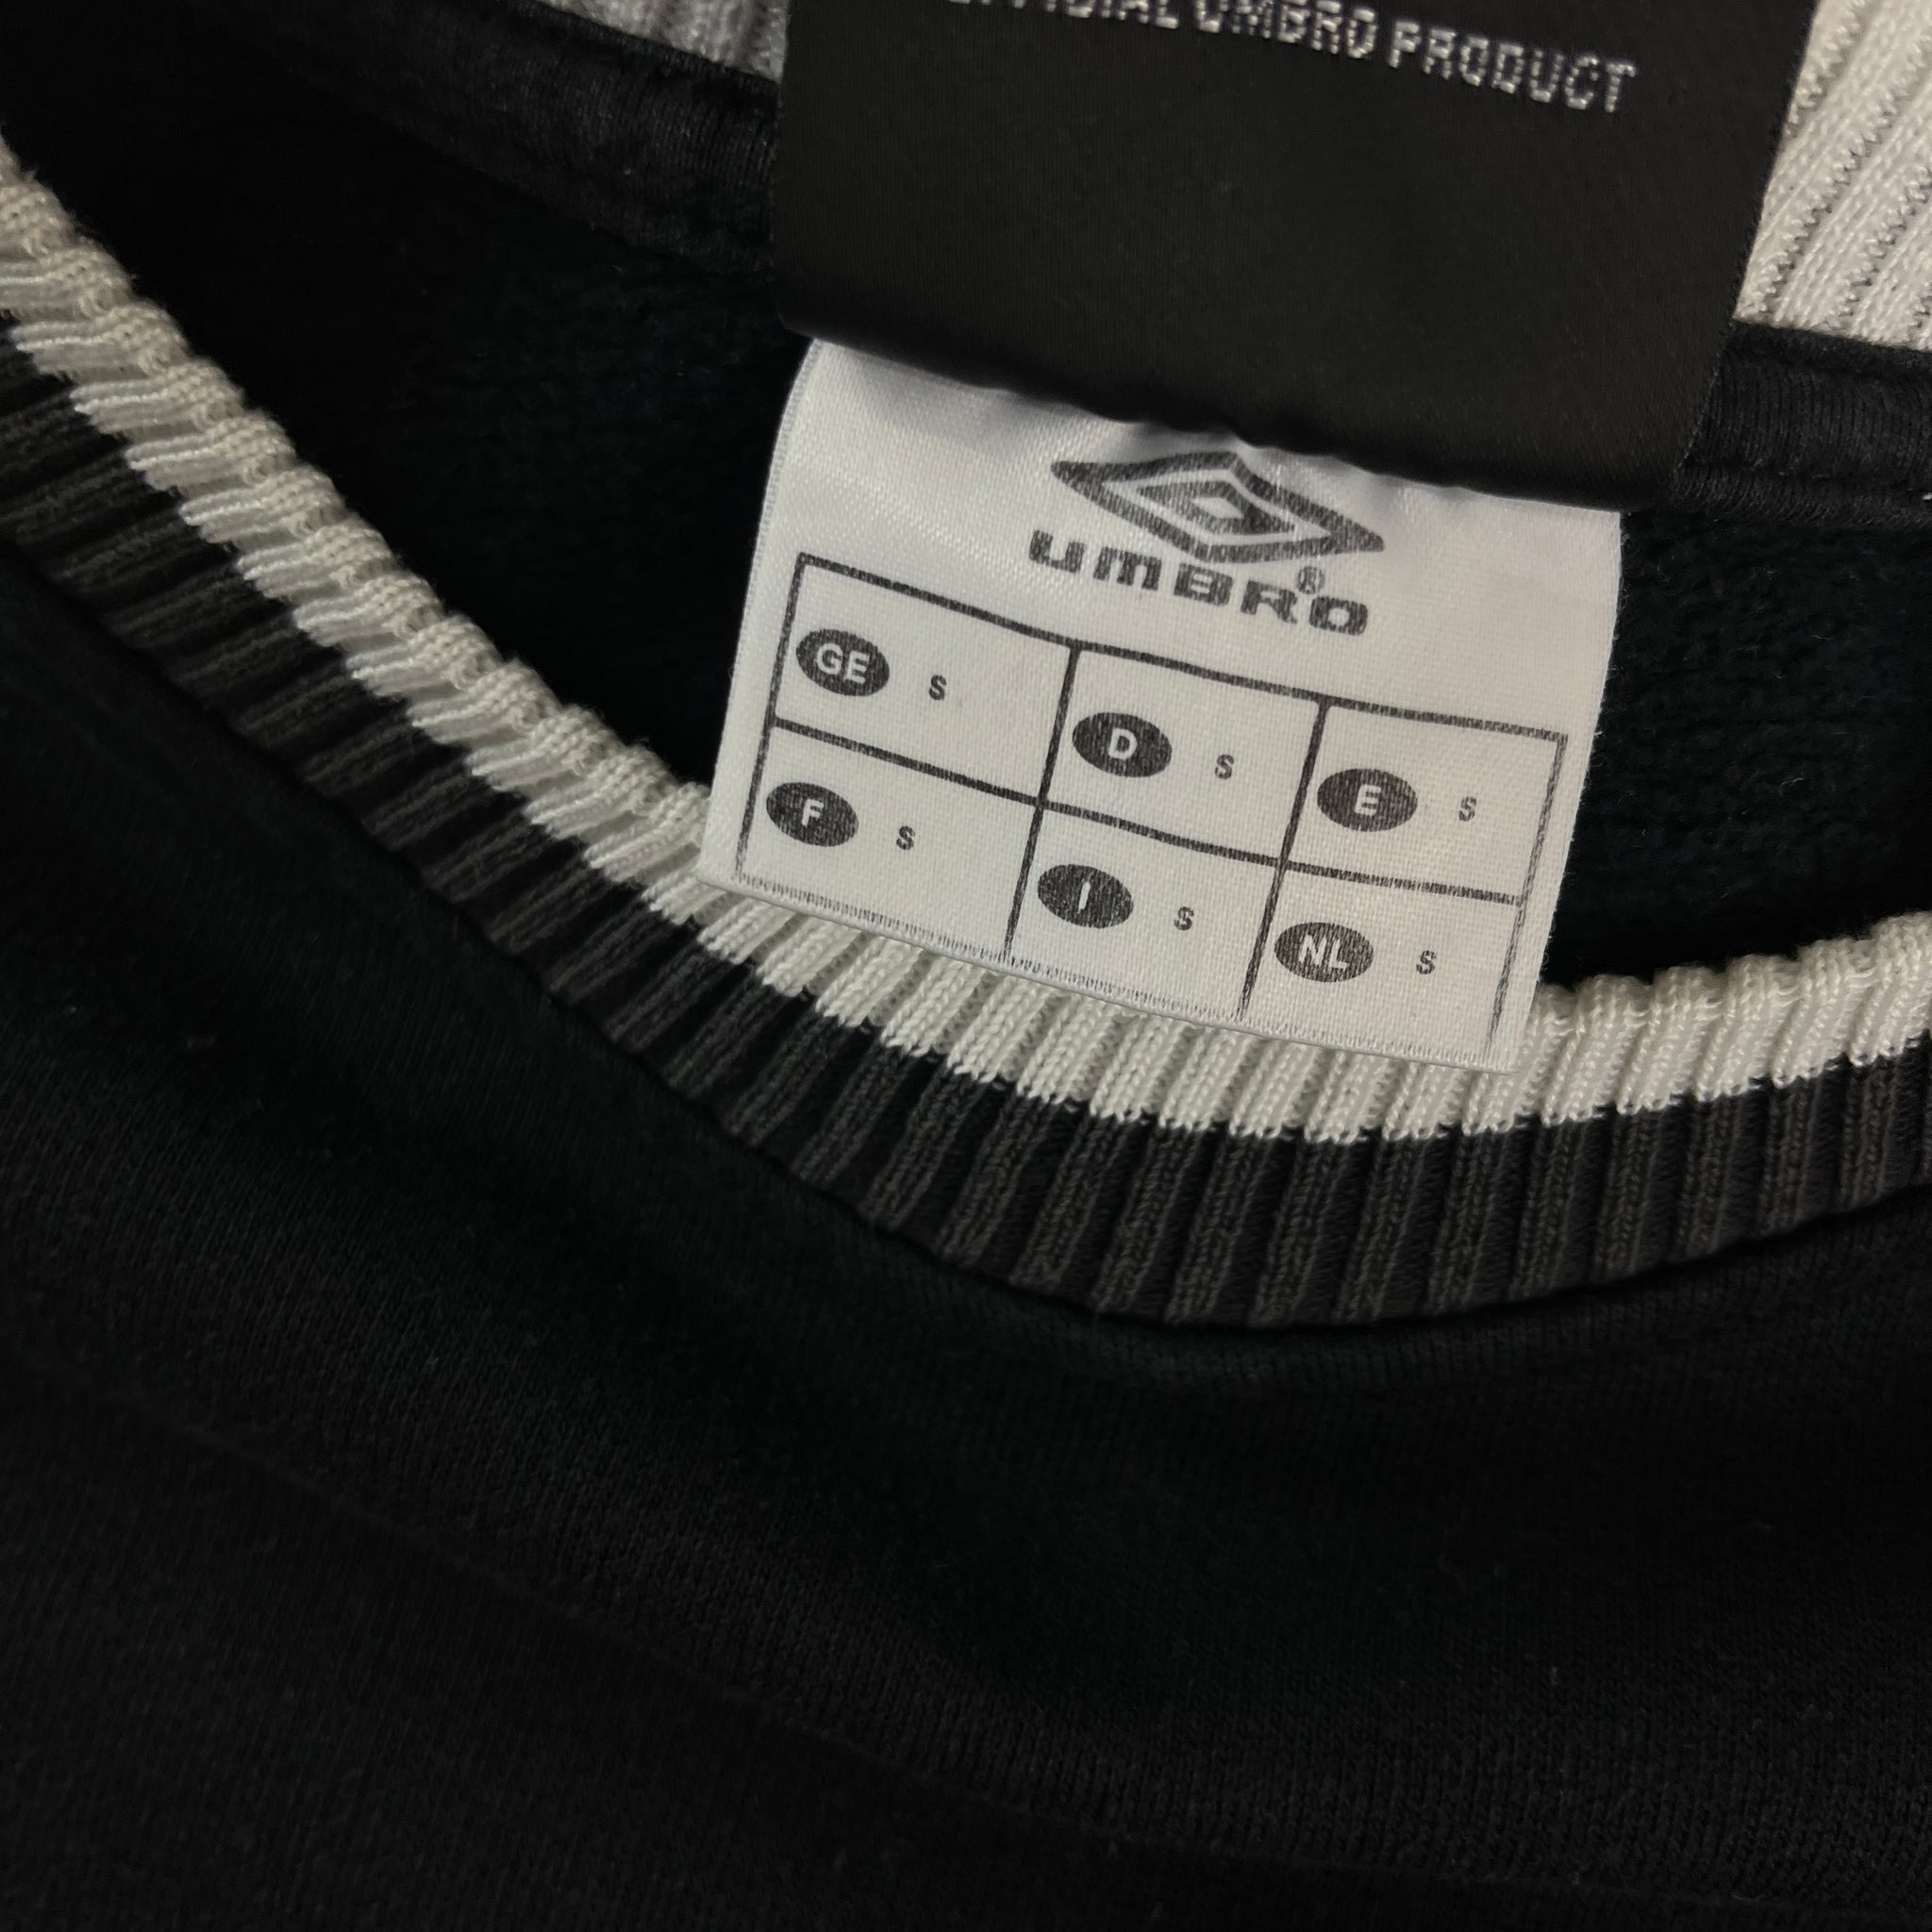 OFFICIAL UMBRO PRODUCT
UMBRO®
GE S D S E S
F S I S NL S